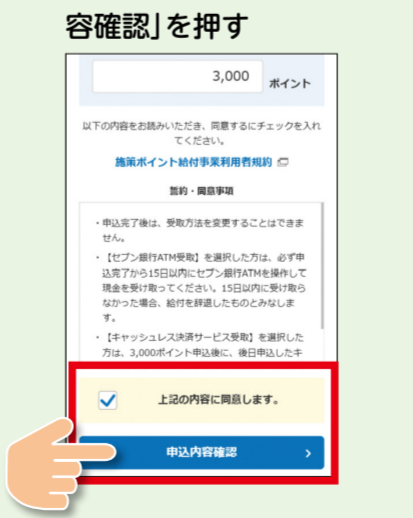 容確認」を押す
3,000 ポイント
以下の内容をお読みいただき、同意するにチェックを入れ
てください。
施策ポイント給付事業利用者規約
誓約・同意事項
・申込完了後は、受取方法を変更することはできま
せん。
・【セブン銀行ATM受取】を選択した方は、必ず申
込完了から15日以内にセブン銀行ATMを操作して
現金を受け取ってください。15日以内に受け取ら
なかった場合、給付を辞退したものとみなしま
す。
・【キャッシュレス決済サービス受取】を選択した
方は、3,000ポイント申込後に、後日申込したキ
上記の内容に同意します。
申込内容確認